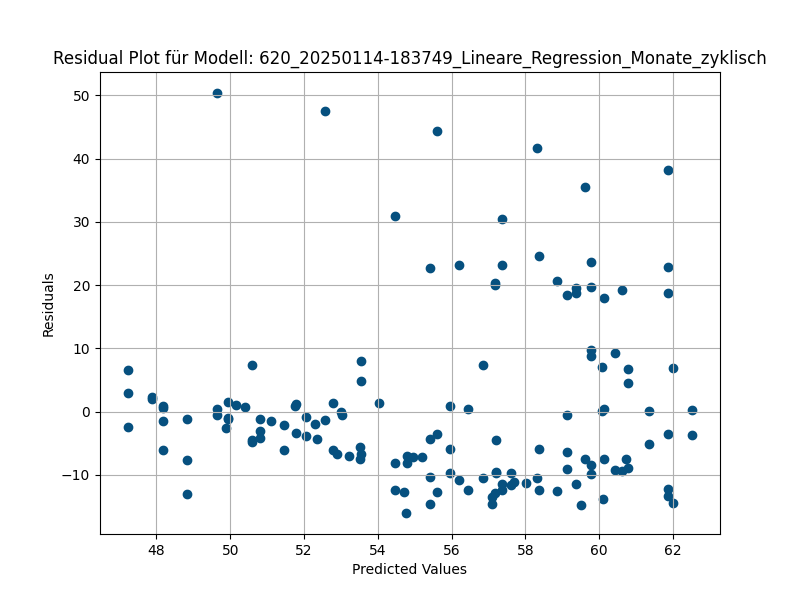 Residual Plot für Modell: 620_20250114-183749_Lineare_Regression_Monate_zyklisch
50
40
30
20
10
0
−10
Residuals
48 50 52 54 56 58 60 62
Predicted Values